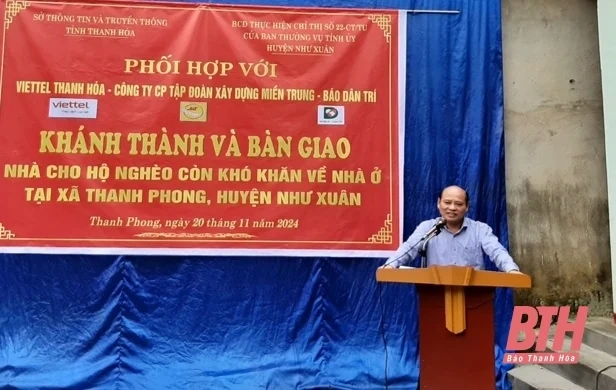 SỞ THÔNG TIN VÀ TRUYỀN THÔNG
TỈNH THANH HÓA
BCĐ THỰC HIỆN CHỈ THỊ SỐ 22-CT/TU
CỦA BAN THƯỜNG VỤ TỈNH ỦY
HUYỆN NHƯ XUÂN
PHỐI HỢP VỚI
VIETTEL THANH HÓA - CÔNG TY CP TẬP ĐOÀN XÂY DỰNG MIỀN TRUNG - BÁO DÂN TRÍ
viettel
KHÁNH THÀNH VÀ BÀN GIAO
NHÀ CHO HỘ NGHÈO CÒN KHÓ KHĂN VỀ NHÀ Ở
TẠI XÃ THANH PHONG, HUYỆN NHƯ XUÂN
Thanh Phong, ngày 20 tháng 11 năm 2024
BTH
Báo Thanh Hóa